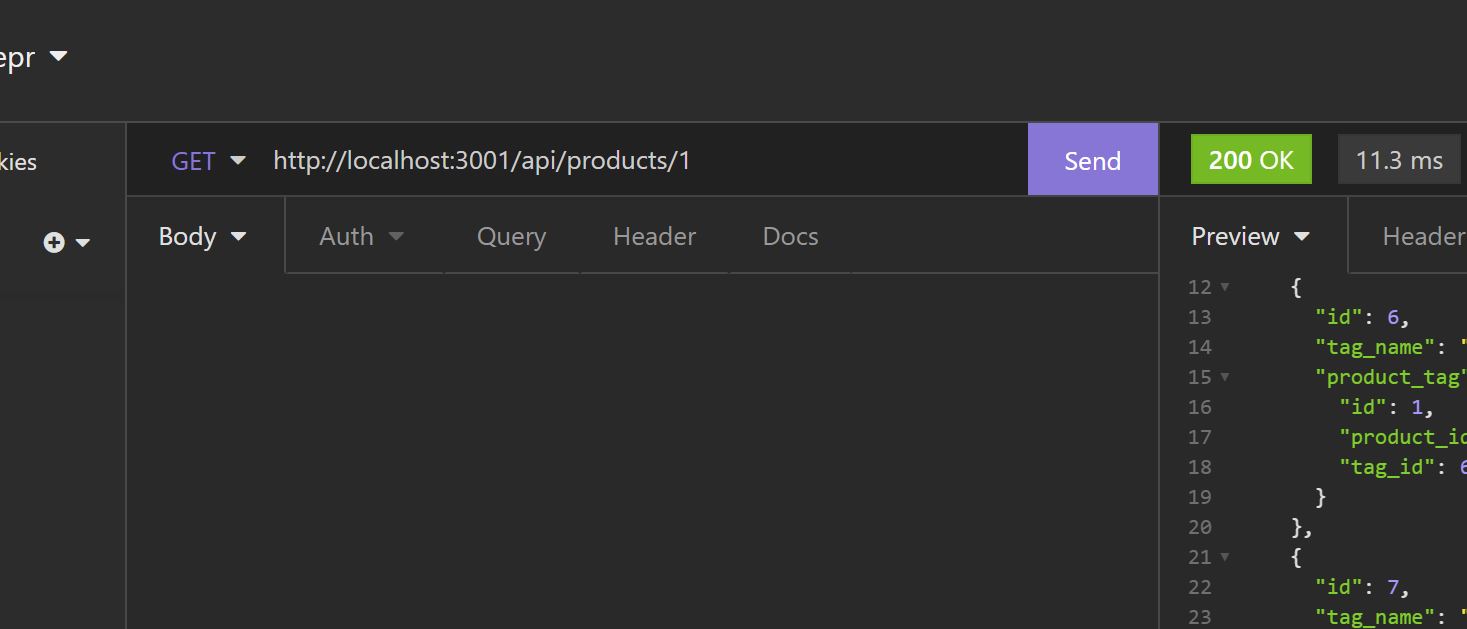 epr
kies
GET http://localhost:3001/api/products/1 Send 200 OK 11.3 ms
Body Auth Query Header Docs Preview Header
12 {
13 "id": 6,
14 "tag_name": "
15 "product_tag"
16 "id": 1,
17 "product_id
18 "tag_id": 6
19 }
20 },
21 {
22 "id": 7,
23 "tag_name": "